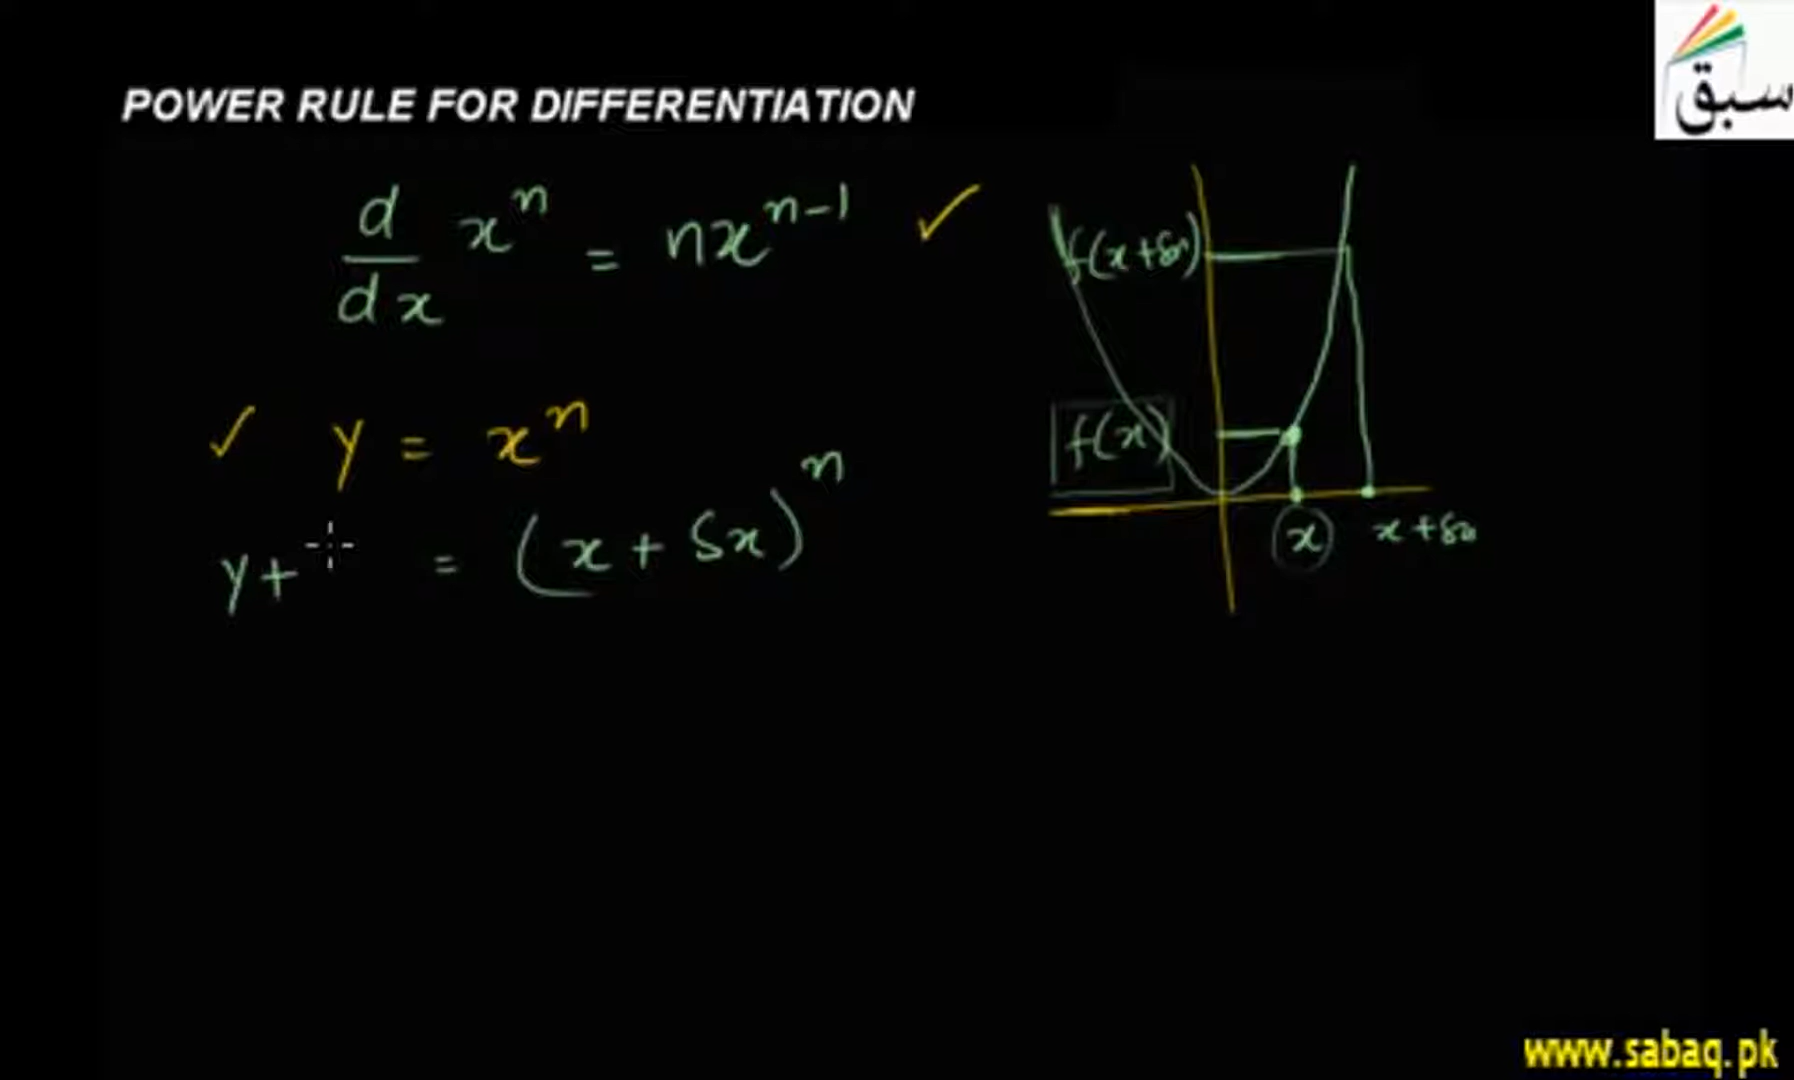 سبق
POWER RULE FOR DIFFERENTIATION
d/dx x^n = nx^(n-1) ✓
✓ y = x^n
y + = (x + δx)^n
f(x+δx)
f(x)
x
x+δx
www.sabaq.pk